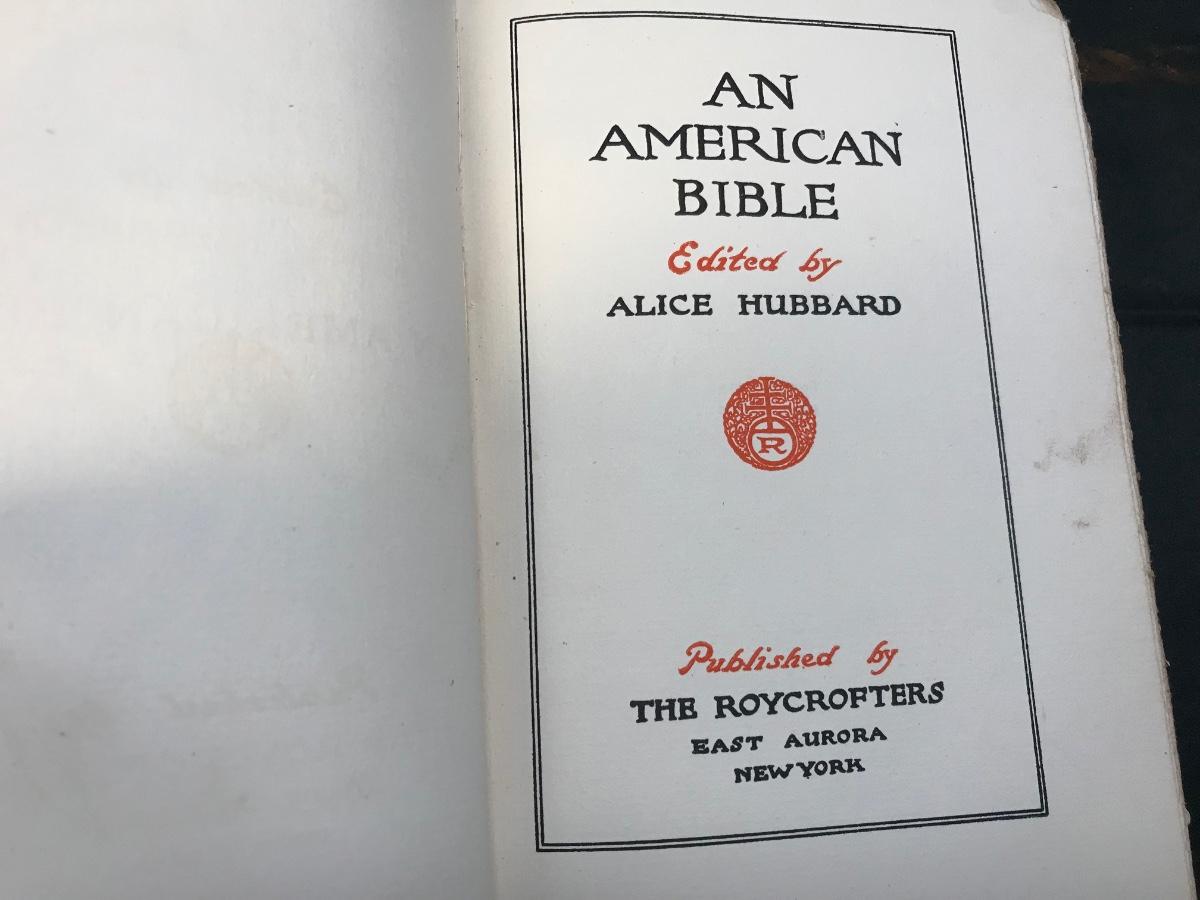 AN
AMERICAN
BIBLE
Edited by
ALICE HUBBARD
R
Published by
THE ROYCROFTERS
EAST AURORA
NEW YORK